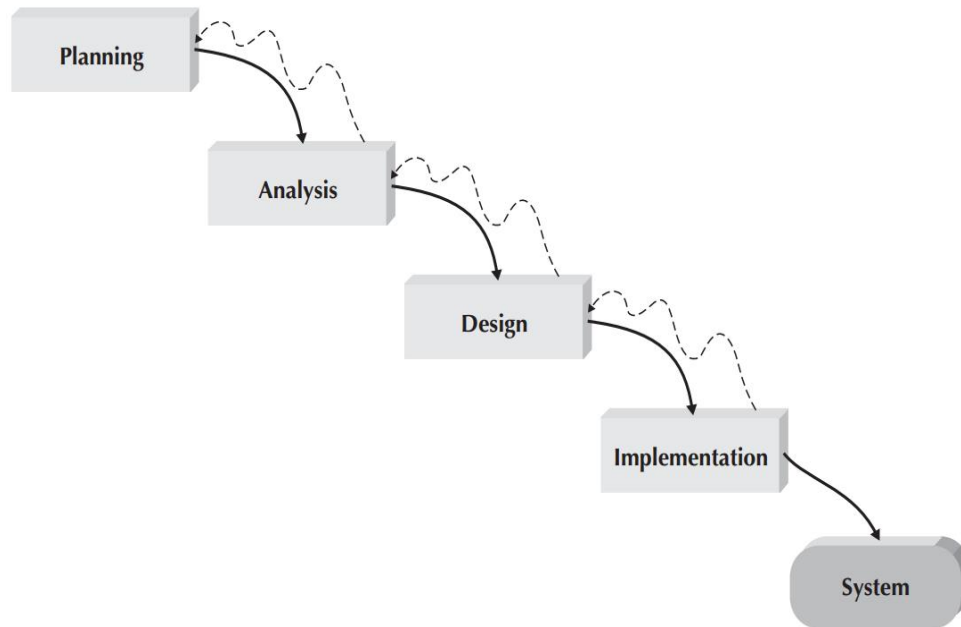 Planning
Analysis
Design
Implementation
System